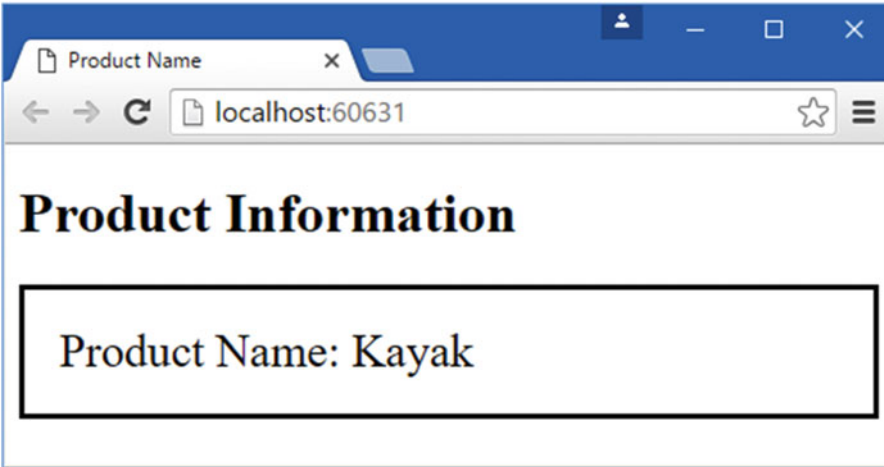 Product Name
localhost:60631
Product Information
Product Name: Kayak